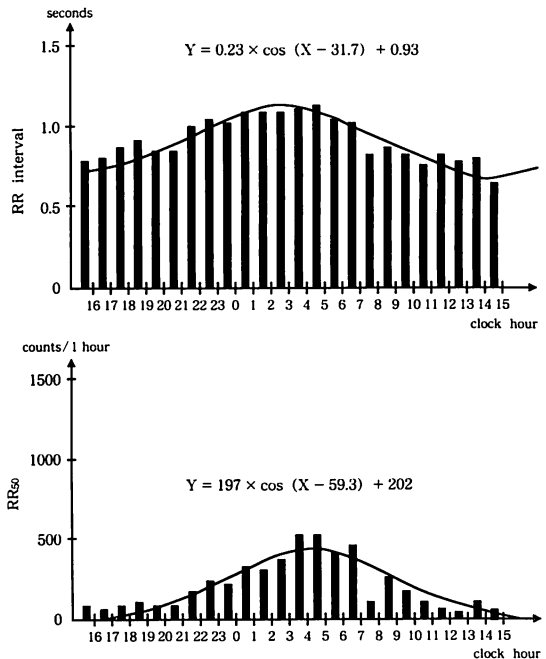 seconds
Y = 0.23 × cos (X − 31.7) + 0.93
1.5
1.0
0.5
0
RR interval
16 17 18 19 20 21 22 23 0 1 2 3 4 5 6 7 8 9 10 11 12 13 14 15
clock hour
counts/1 hour
1500
1000
Y = 197 × cos (X − 59.3) + 202
500
0
RR50
16 17 18 19 20 21 22 23 0 1 2 3 4 5 6 7 8 9 10 11 12 13 14 15
clock hour